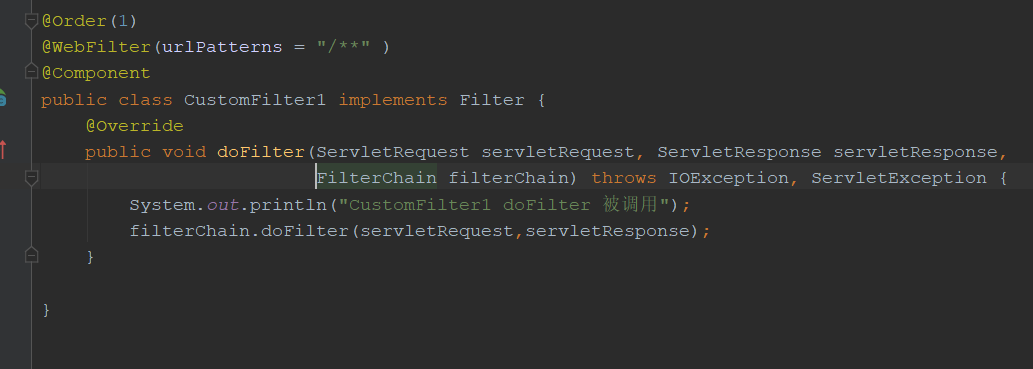 @Order(1)
@WebFilter(urlPatterns = "/**" )
@Component
public class CustomFilter1 implements Filter {
    @Override
    public void doFilter(ServletRequest servletRequest, ServletResponse servletResponse,
                         FilterChain filterChain) throws IOException, ServletException {
        System.out.println("CustomFilter1 doFilter 被调用");
        filterChain.doFilter(servletRequest,servletResponse);
    }
}